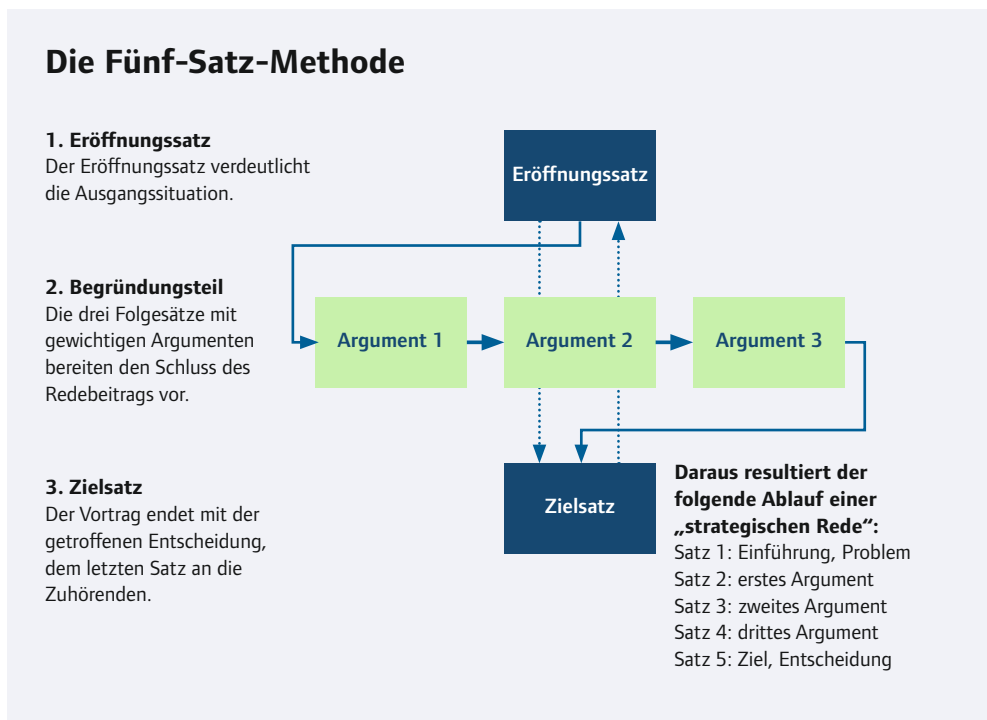 Die Fünf-Satz-Methode
1. Eröffnungssatz
Der Eröffnungssatz verdeutlicht
die Ausgangssituation.
Eröffnungssatz
2. Begründungsteil
Die drei Folgesätze mit
gewichtigen Argumenten
bereiten den Schluss des
Redebeitrags vor.
Argument 1
Argument 2
Argument 3
3. Zielsatz
Der Vortrag endet mit der
getroffenen Entscheidung,
dem letzten Satz an die
Zuhörenden.
Zielsatz
Daraus resultiert der
folgende Ablauf einer
„strategischen Rede“:
Satz 1: Einführung, Problem
Satz 2: erstes Argument
Satz 3: zweites Argument
Satz 4: drittes Argument
Satz 5: Ziel, Entscheidung